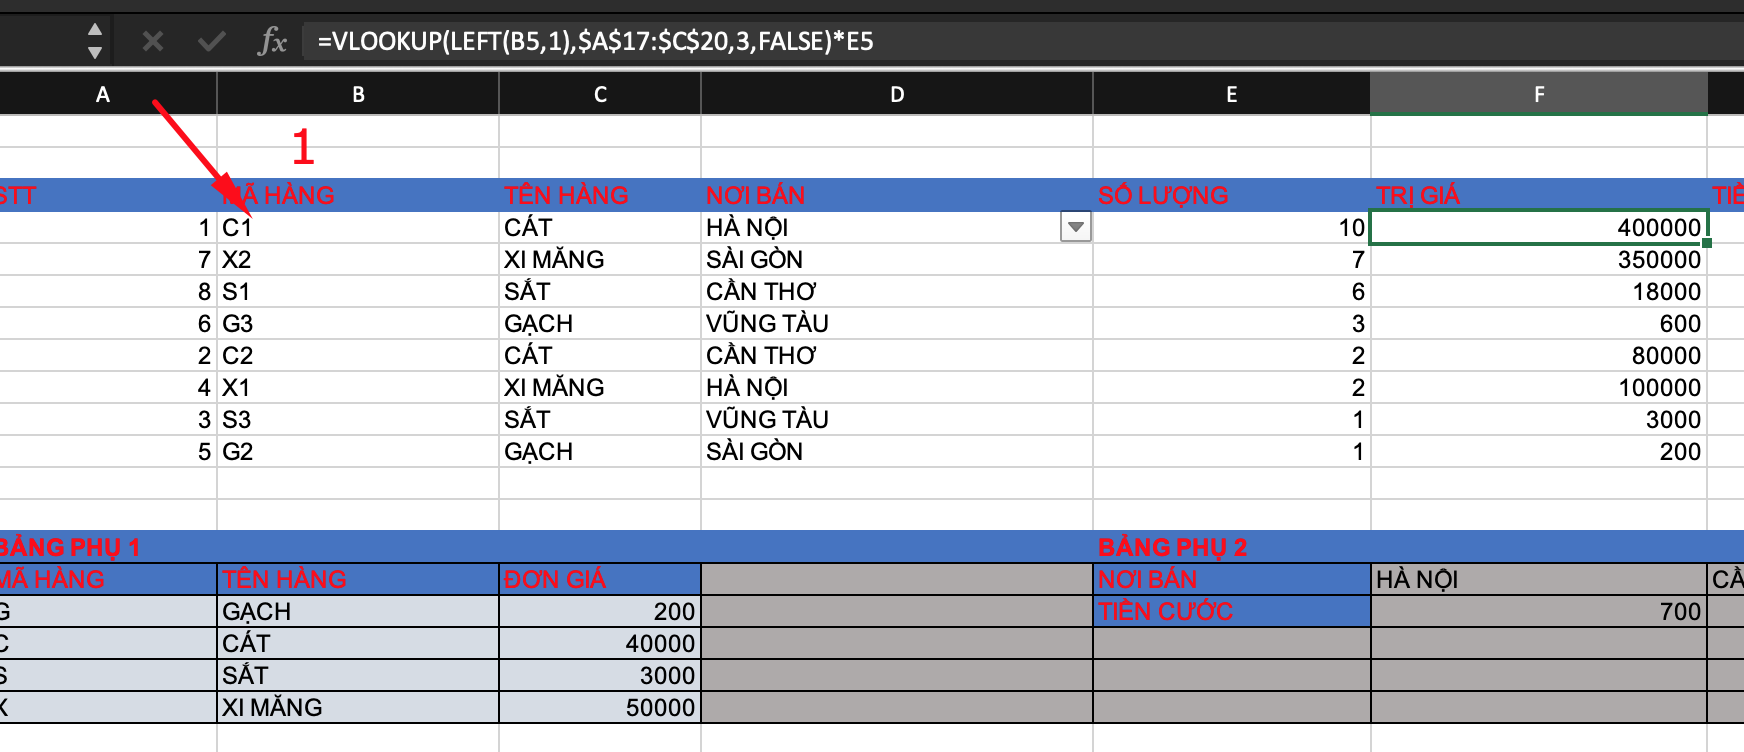 fx =VLOOKUP(LEFT(B5,1),$A$17:$C$20,3,FALSE)*E5
A B C D E F
1
STT MÃ HÀNG TÊN HÀNG NƠI BÁN SỐ LƯỢNG TRỊ GIÁ TIỀ
1 C1 CÁT HÀ NỘI 10 400000
7 X2 XI MĂNG SÀI GÒN 7 350000
8 S1 SẮT CẦN THƠ 6 18000
6 G3 GẠCH VŨNG TÀU 3 600
2 C2 CÁT CẦN THƠ 2 80000
4 X1 XI MĂNG HÀ NỘI 2 100000
3 S3 SẮT VŨNG TÀU 1 3000
5 G2 GẠCH SÀI GÒN 1 200
BẢNG PHỤ 1 BẢNG PHỤ 2
MÃ HÀNG TÊN HÀNG ĐƠN GIÁ NƠI BÁN HÀ NỘI CẦ
G GẠCH 200 TIỀN CƯỚC 700
C CÁT 40000
S SẮT 3000
X XI MĂNG 50000